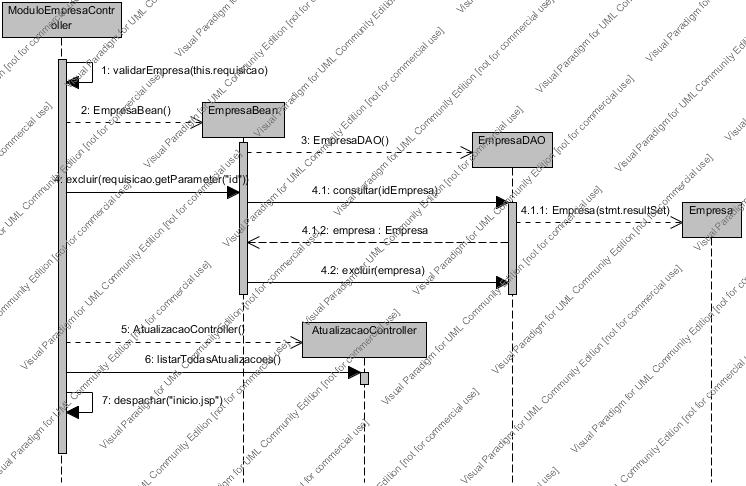 ModuloEmpresaContr
oller
1: validarEmpresa(this.requisicao)
2: EmpresaBean()
EmpresaBean
3: EmpresaDAO()
EmpresaDAO
4: excluir(requisicao.getParameter("id"))
4.1: consultar(idEmpresa)
4.1.1: Empresa(stmt.resultSet)
Empresa
4.1.2: empresa : Empresa
4.2: excluir(empresa)
5: AtualizacaoController()
AtualizacaoController
6: listarTodasAtualizacoes()
7: despachar("inicio.jsp")
Visual Paradigm for UML Community Edition [not for commercial use]